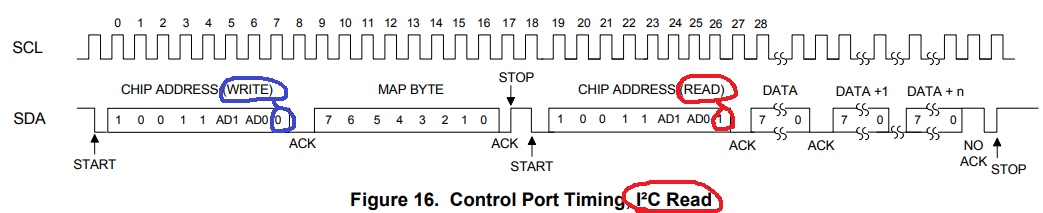 0 1 2 3 4 5 6 7 8 9 10 11 12 13 14 15 16 17 18 19 20 21 22 23 24 25 26 27 28
SCL
STOP
CHIP ADDRESS (WRITE) MAP BYTE CHIP ADDRESS (READ) DATA DATA +1 DATA + n
SDA 1 0 0 1 1 AD1 AD0 0 7 6 5 4 3 2 1 0 1 0 0 1 1 AD1 AD0 1 7 0 7 0 7 0
ACK ACK ACK ACK NO
ACK
START START STOP
Figure 16. Control Port Timing, I²C Read